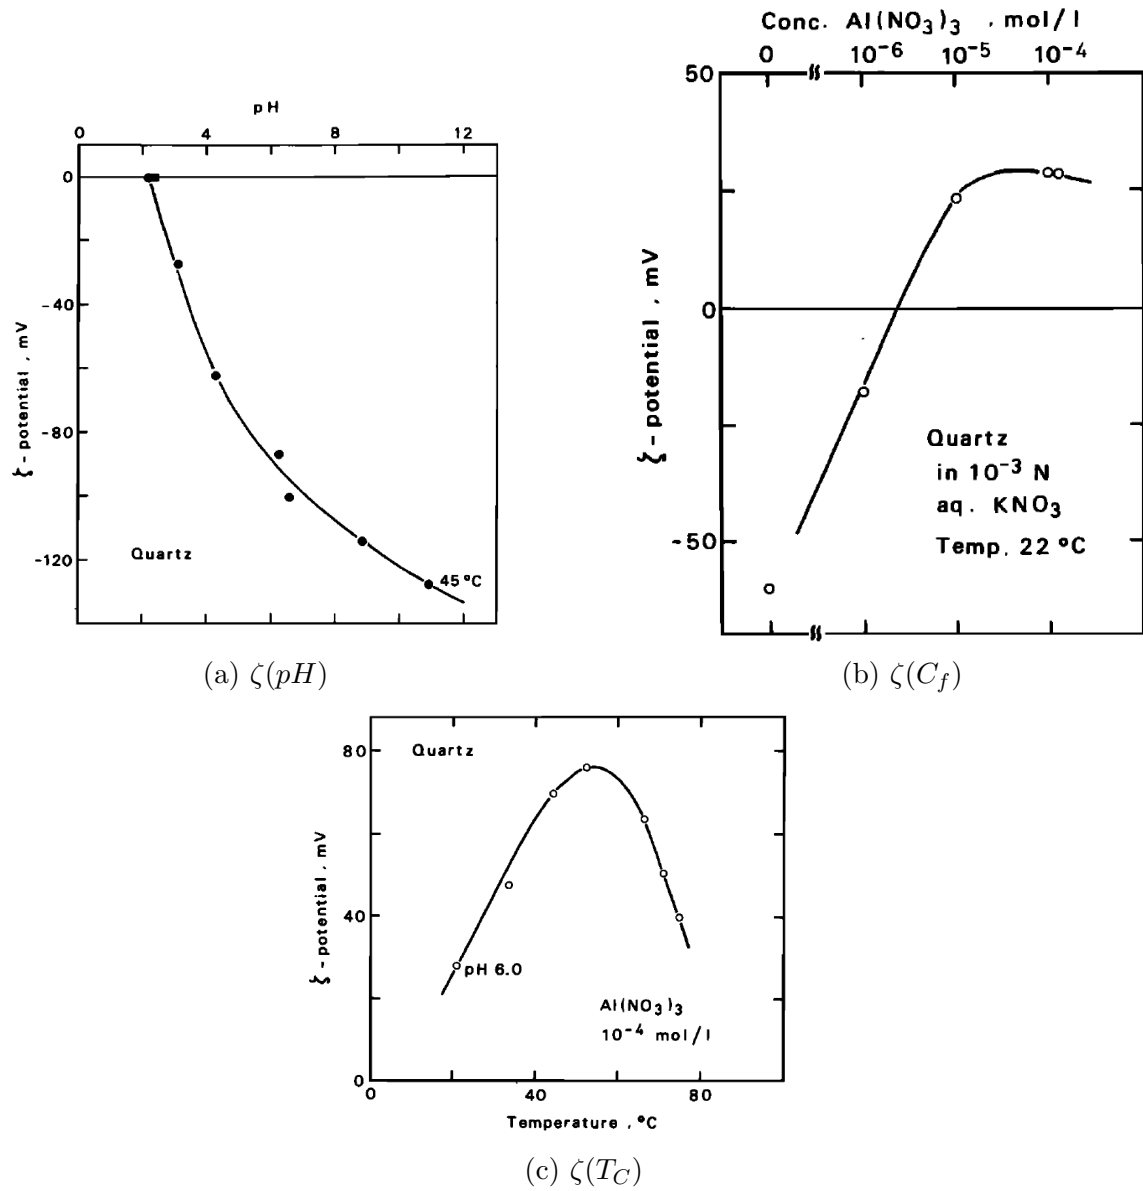 pH
0 4 8 12
0
-40
-80
-120
ζ-potential, mV
45 °C
Quartz
(a) ζ(pH)
Conc. Al(NO₃)₃, mol/l
0 10⁻⁶ 10⁻⁵ 10⁻⁴
50
0
-50
ζ-potential, mV
Quartz
in 10⁻³ N
aq. KNO₃
Temp. 22 °C
(b) ζ(C_f)
Quartz
80
40
0
ζ-potential, mV
pH 6.0
Al(NO₃)₃
10⁻⁴ mol/l
0 40 80
Temperature, °C
(c) ζ(T_C)